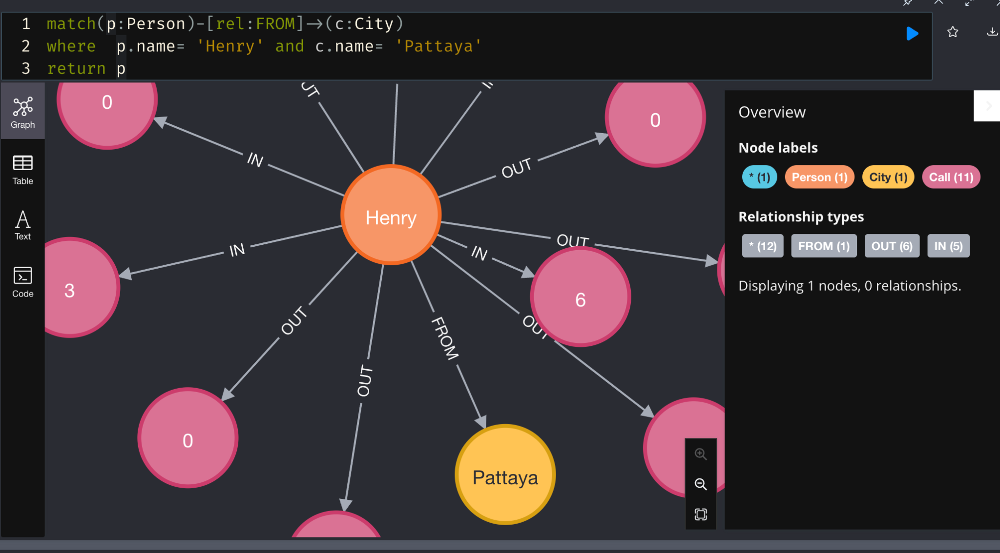 1 match(p:Person)-[rel:FROM]->(c:City)
2 where  p.name= 'Henry' and c.name= 'Pattaya'
3 return p
Graph
Table
Text
Code
0
0
IN
OUT
Henry
IN
OUT
IN
3
6
OUT
FROM
OUT
OUT
0
Pattaya
Overview
Node labels
* (1) Person (1) City (1) Call (11)
Relationship types
* (12) FROM (1) OUT (6) IN (5)
Displaying 1 nodes, 0 relationships.